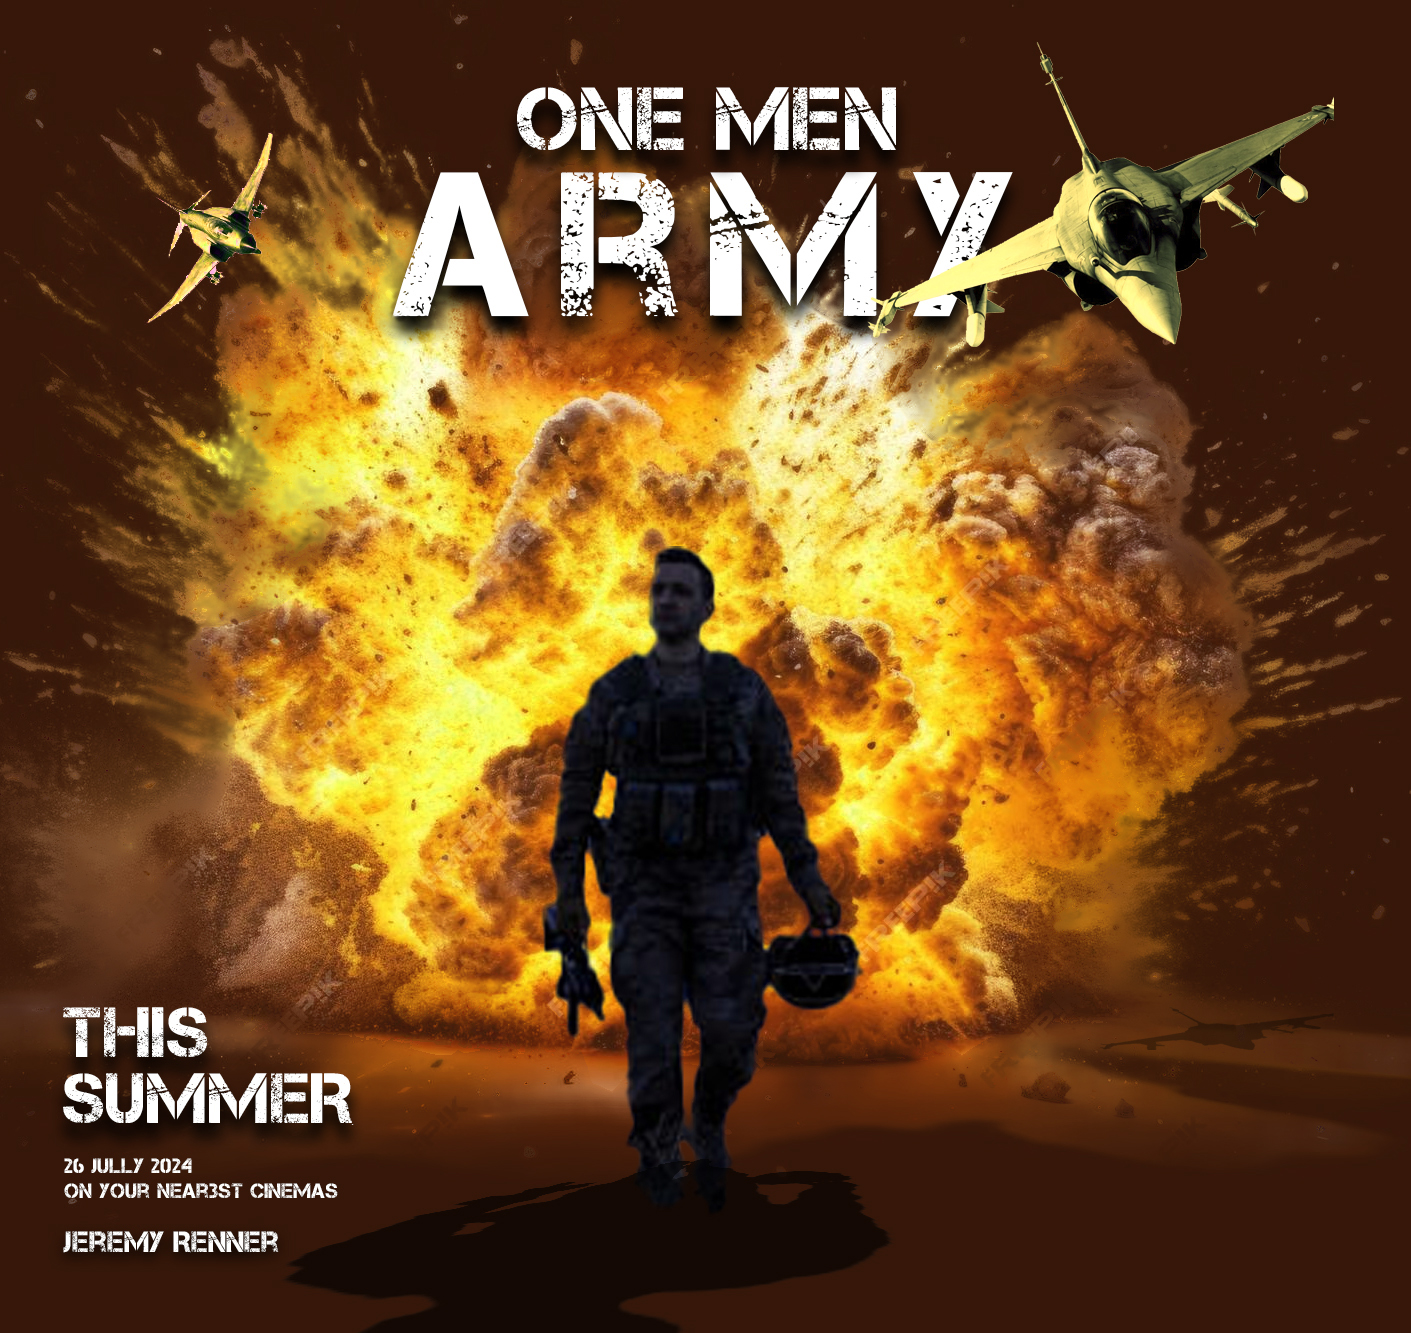 ONE MEN
ARMY
THIS
SUMMER
26 JULLY 2024
ON YOUR NEAR3ST CINEMAS
JEREMY RENNER